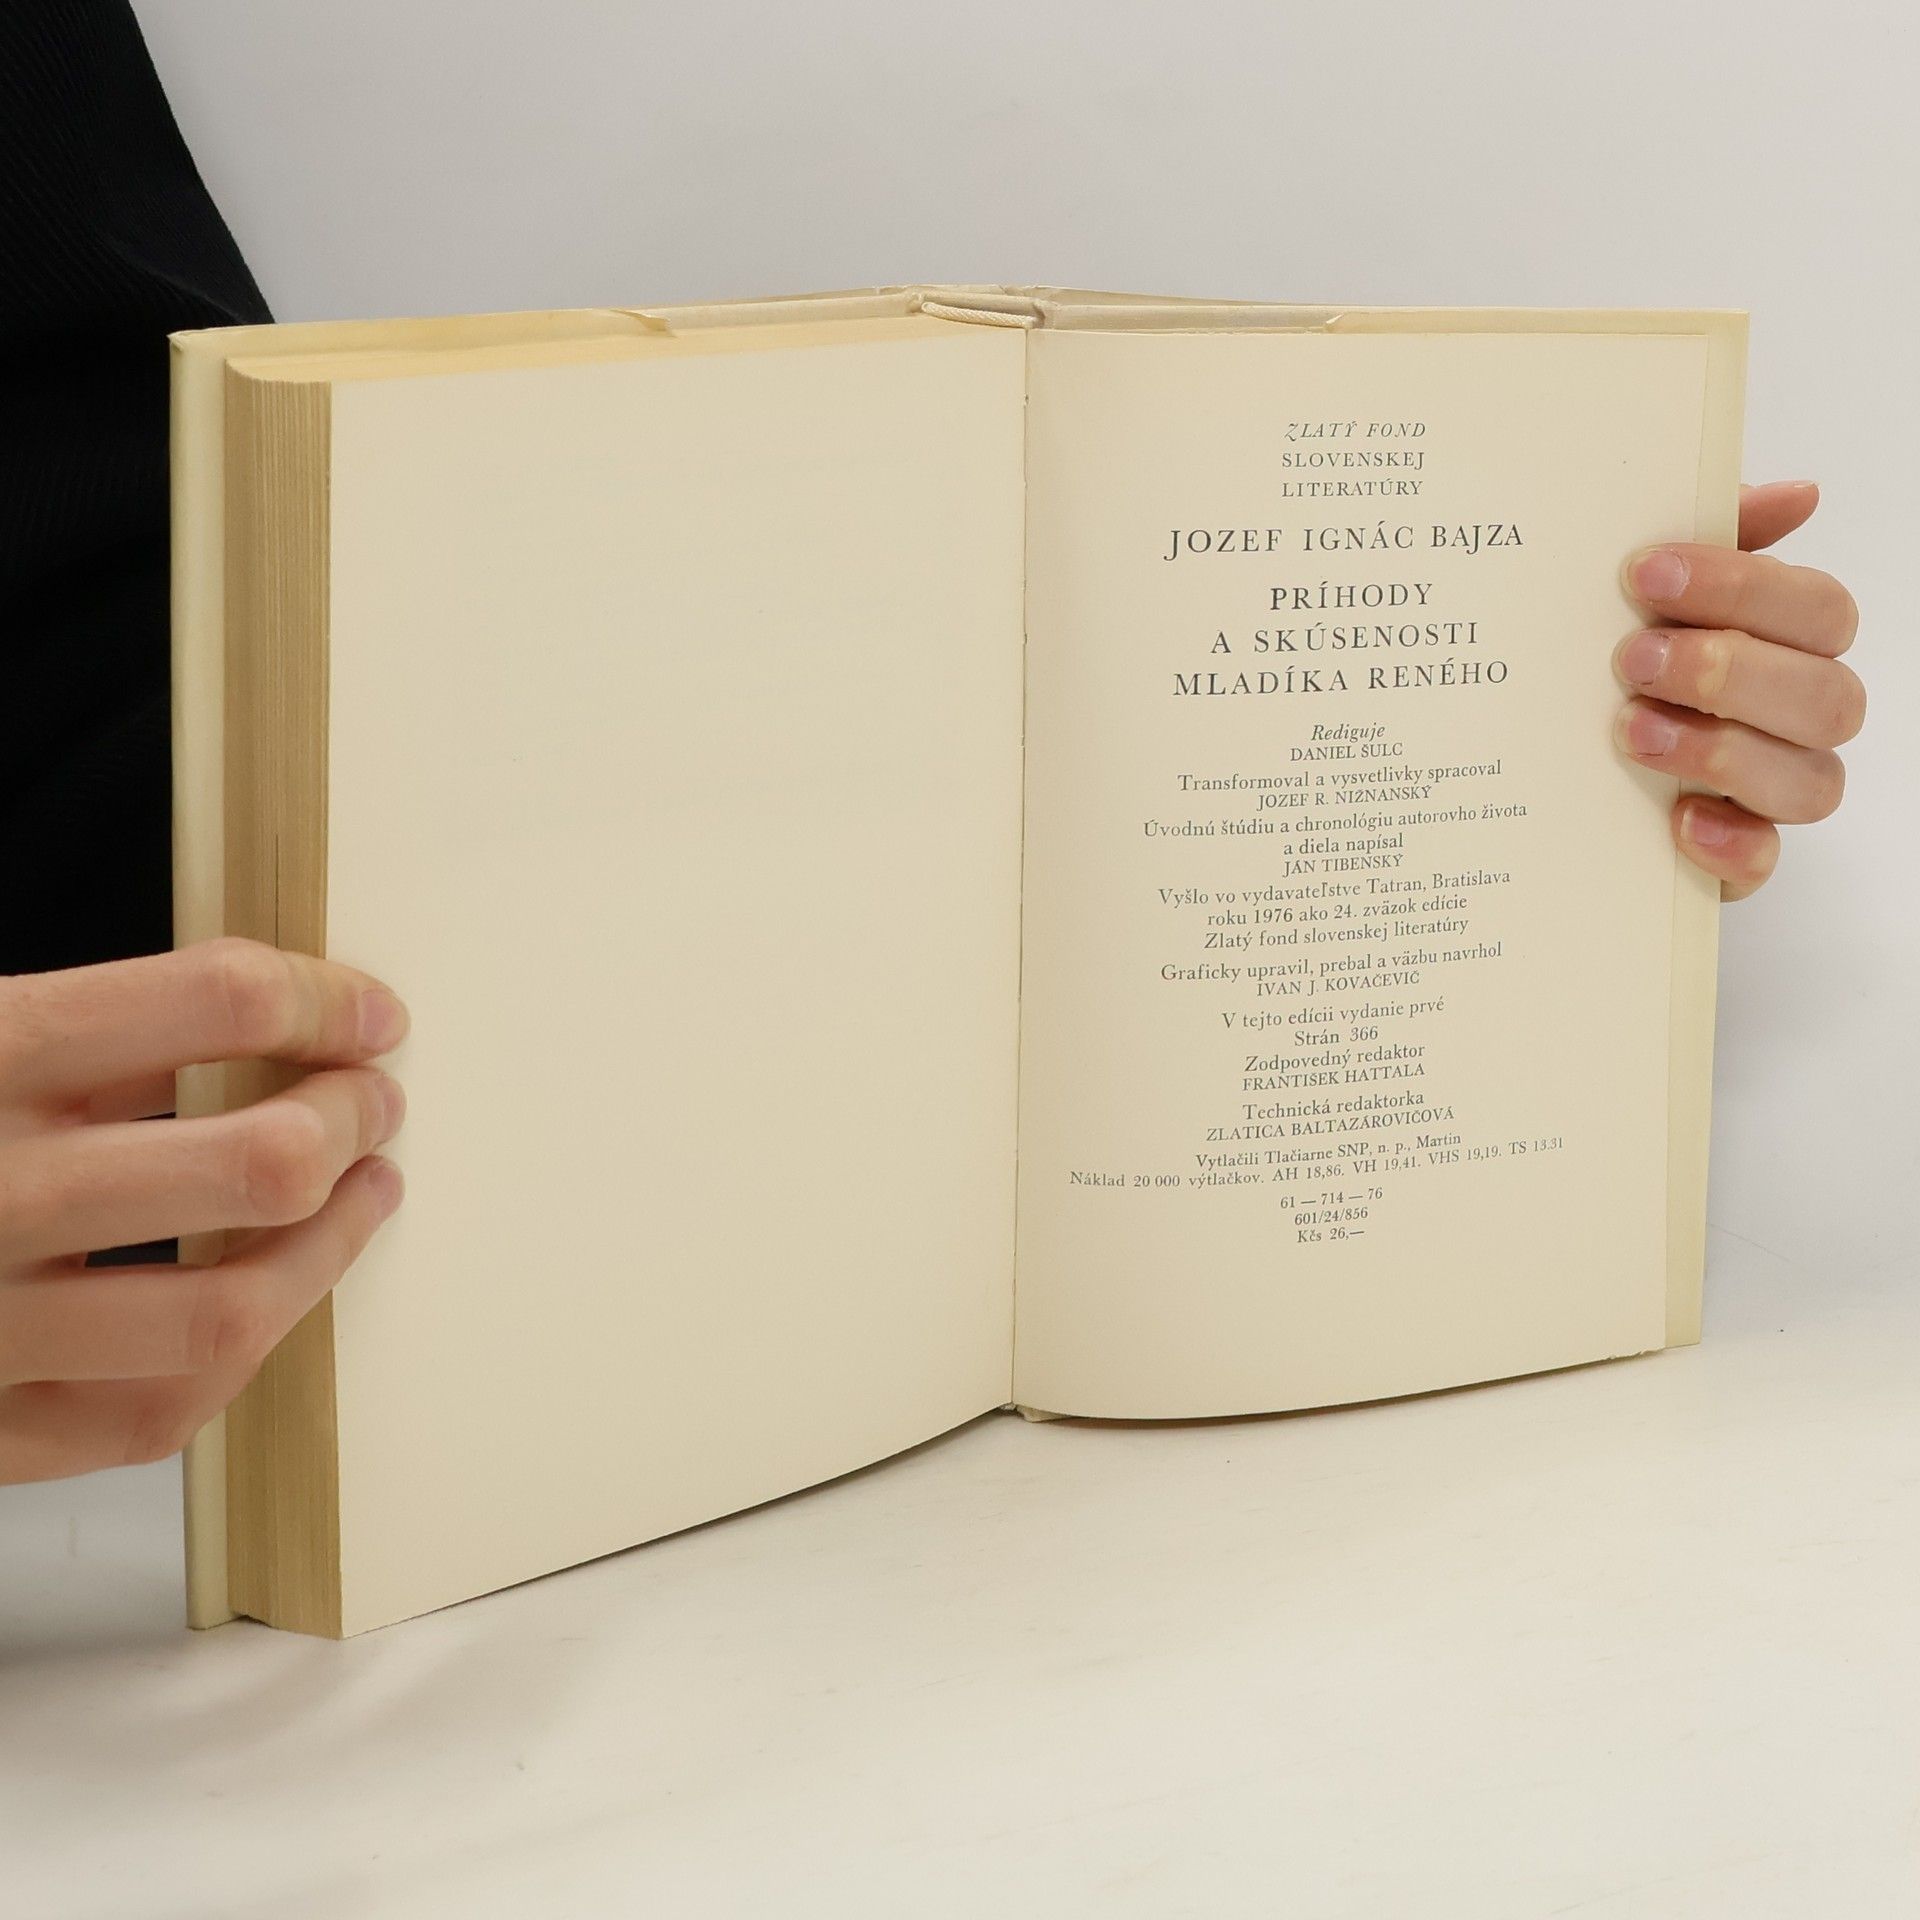 ZLATÝ FOND
SLOVENSKEJ
LITERATÚRY
JOZEF IGNÁC BAJZA
PRÍHODY
A SKÚSENOSTI
MLADÍKA RENÉHO
Rediguje
DANIEL ŠULC
Transformoval a vysvetlivky spracoval
JOZEF R. NIŽNANSKÝ
Úvodnú štúdiu a chronológiu autorovho života
a diela napísal
JÁN TIBENSKÝ
Vyšlo vo vydavateľstve Tatran, Bratislava
roku 1976 ako 24. zväzok edície
Zlatý fond slovenskej literatúry
Graficky upravil, prebal a väzbu navrhol
IVAN J. KOVAČEVIČ
V tejto edícii vydanie prvé
Strán 366
Zodpovedný redaktor
FRANTIŠEK HATTALA
Technická redaktorka
ZLATICA BALTAZÁROVIČOVÁ
Vytlačili Tlačiarne SNP, n. p., Martin
Náklad 20 000 výtlačkov. AH 18,86. VH 19,41. VHS 19,19. TS 13.31
61 — 714 — 76
601/24/856
Kčs 26,—